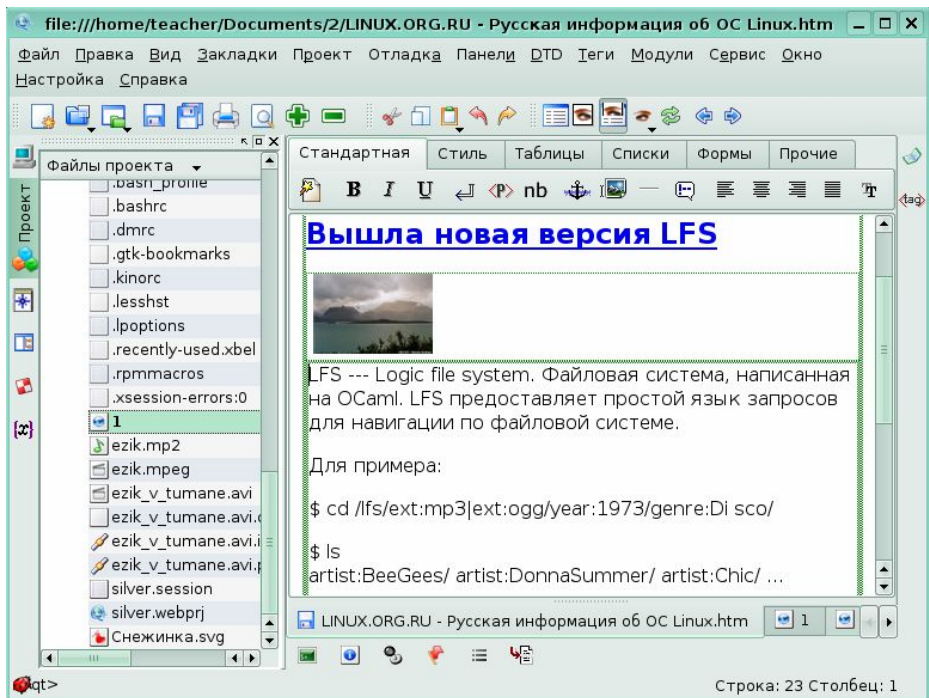 file:///home/teacher/Documents/2/LINUX.ORG.RU - Русская информация об ОС Linux.htm
Файл Правка Вид Закладки Проект Отладка Панели DTD Теги Модули Сервис Окно
Настройка Справка
Файлы проекта
Проект
.bash_profile
.bashrc
.dmrc
.gtk-bookmarks
.kinorc
.lesshst
.lpoptions
.recently-used.xbel
.rpmmacros
.xsession-errors:0
1
ezik.mp2
ezik.mpeg
ezik_v_tumane.avi
ezik_v_tumane.avi.
ezik_v_tumane.avi.i
ezik_v_tumane.avi.
silver.session
silver.webprj
Снежинка.svg
Стандартная Стиль Таблицы Списки Формы Прочие
B I U <P> nb
<tag>
{x}
Вышла новая версия LFS
LFS --- Logic file system. Файловая система, написанная
на OCaml. LFS предоставляет простой язык запросов
для навигации по файловой системе.
Для примера:
$ cd /lfs/ext:mp3|ext:ogg/year:1973/genre:Di sco/
$ ls
artist:BeeGees/ artist:DonnaSummer/ artist:Chic/ ...
LINUX.ORG.RU - Русская информация об ОС Linux.htm 1
qt>
Строка: 23 Столбец: 1